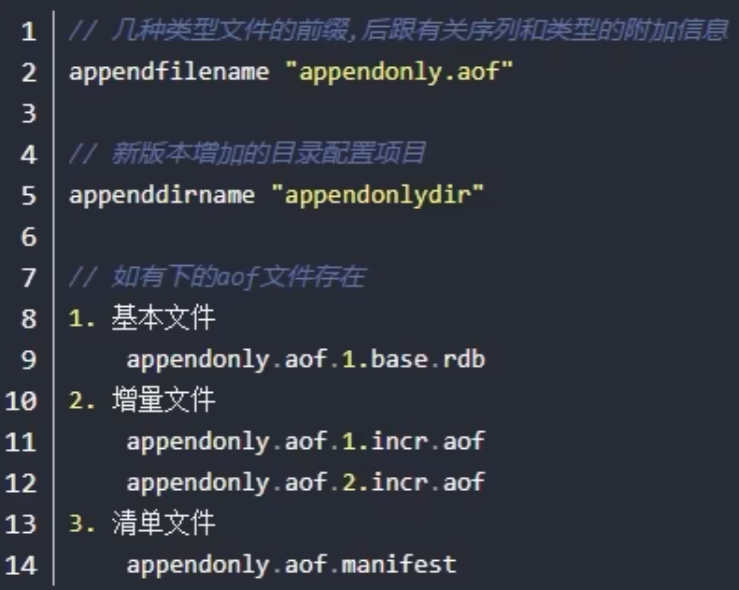 1 // 几种类型文件的前缀,后跟有关序列和类型的附加信息
2 appendfilename "appendonly.aof"
3
4 // 新版本增加的目录配置项目
5 appenddirname "appendonlydir"
6
7 // 如有下的aof文件存在
8 1. 基本文件
9 appendonly.aof.1.base.rdb
10 2. 增量文件
11 appendonly.aof.1.incr.aof
12 appendonly.aof.2.incr.aof
13 3. 清单文件
14 appendonly.aof.manifest